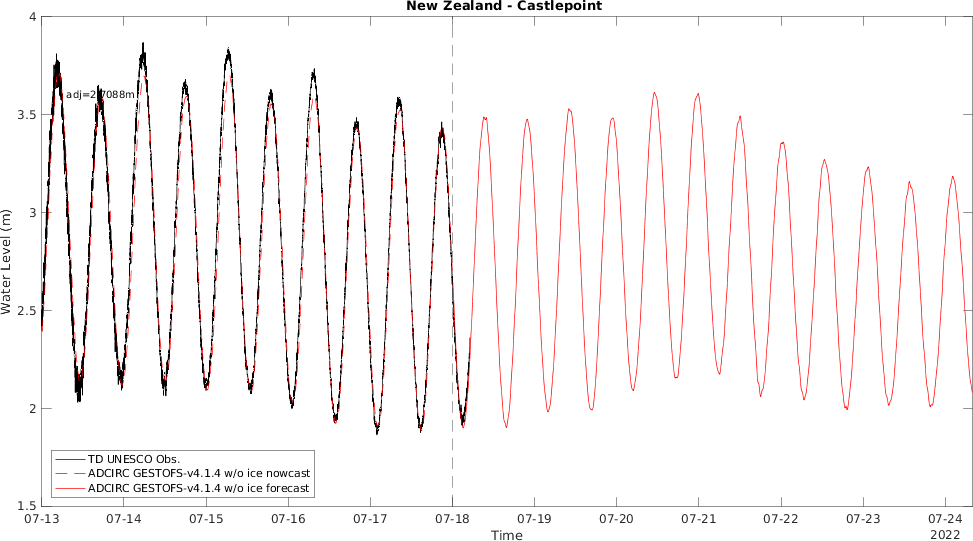 New Zealand - Castlepoint
4
3.5
3
2.5
2
1.5
Water Level (m)
adj=2.7088m
TD UNESCO Obs.
ADCIRC GESTOFS-v4.1.4 w/o ice nowcast
ADCIRC GESTOFS-v4.1.4 w/o ice forecast
07-13 07-14 07-15 07-16 07-17 07-18 07-19 07-20 07-21 07-22 07-23 07-24
Time
2022